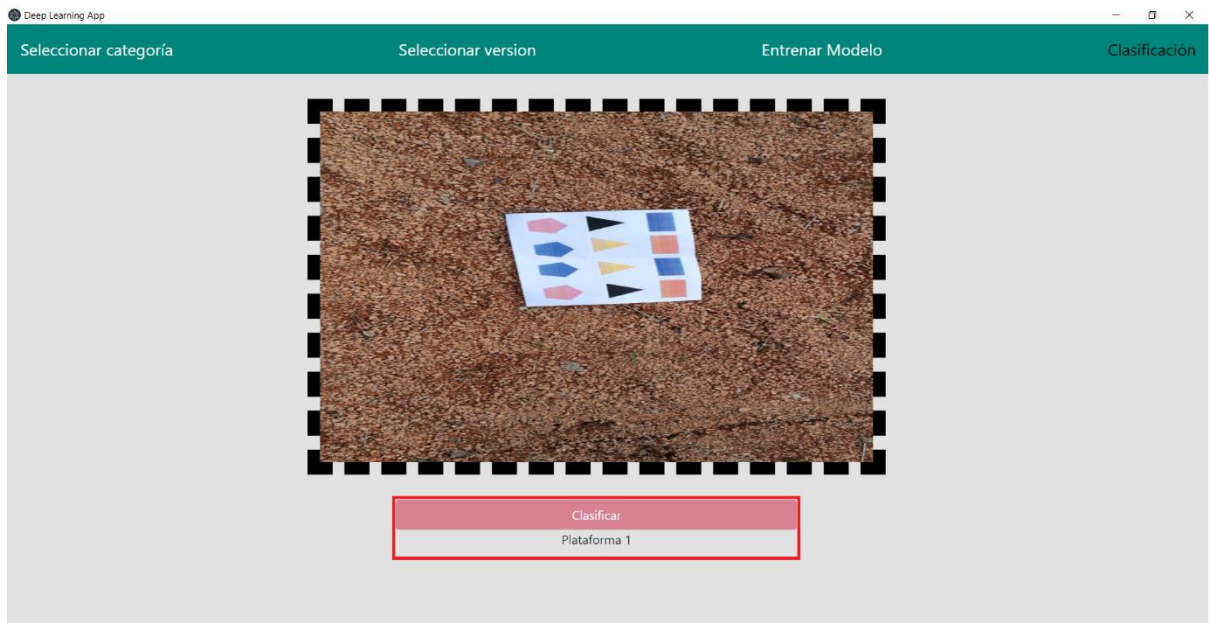 Deep Learning App
Seleccionar categoría Seleccionar version Entrenar Modelo Clasificación
Clasificar
Plataforma 1